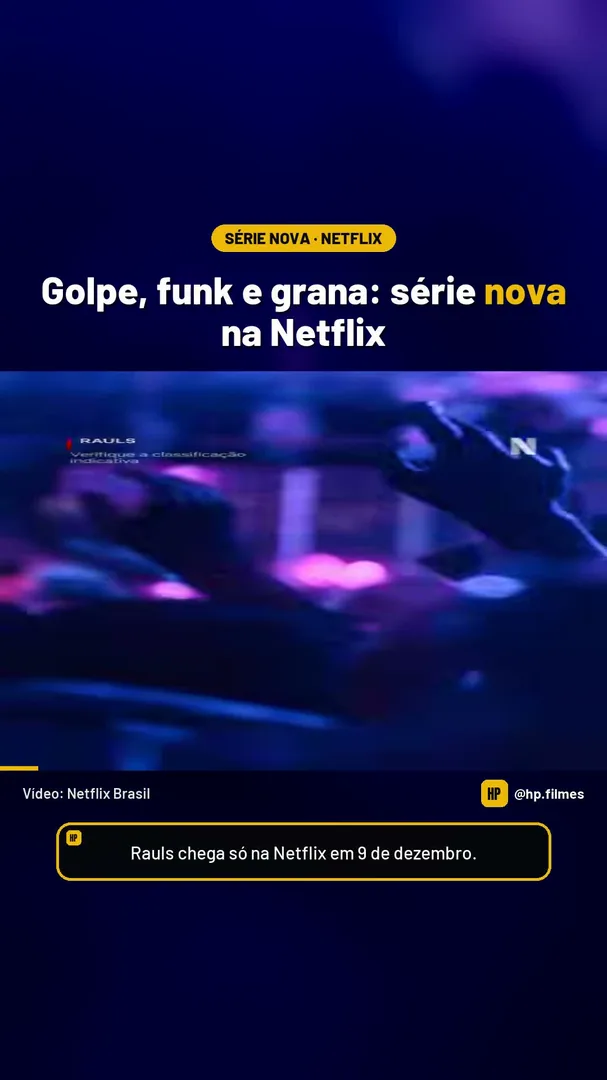 SÉRIE NOVA · NETFLIX
Golpe, funk e grana: série nova
na Netflix
RAULS
Verifique a classificação
indicativa
N
Vídeo: Netflix Brasil
HP @hp.filmes
HP
Rauls chega só na Netflix em 9 de dezembro.